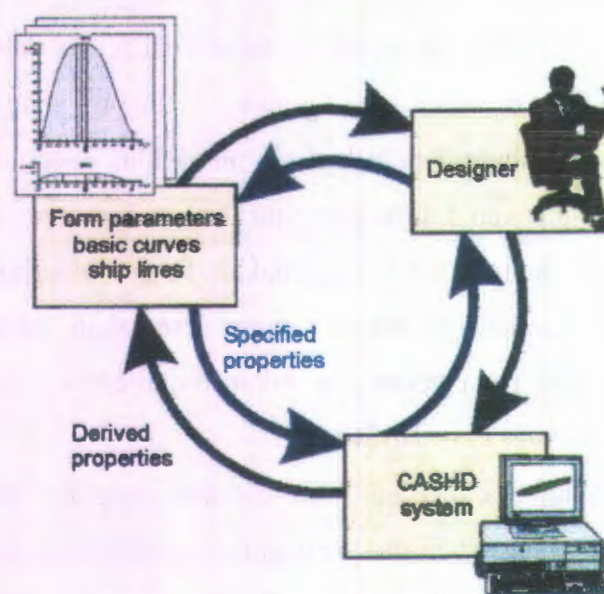 Designer
Form parameters
basic curves
ship lines
Specified
properties
Derived
properties
CASHD
system